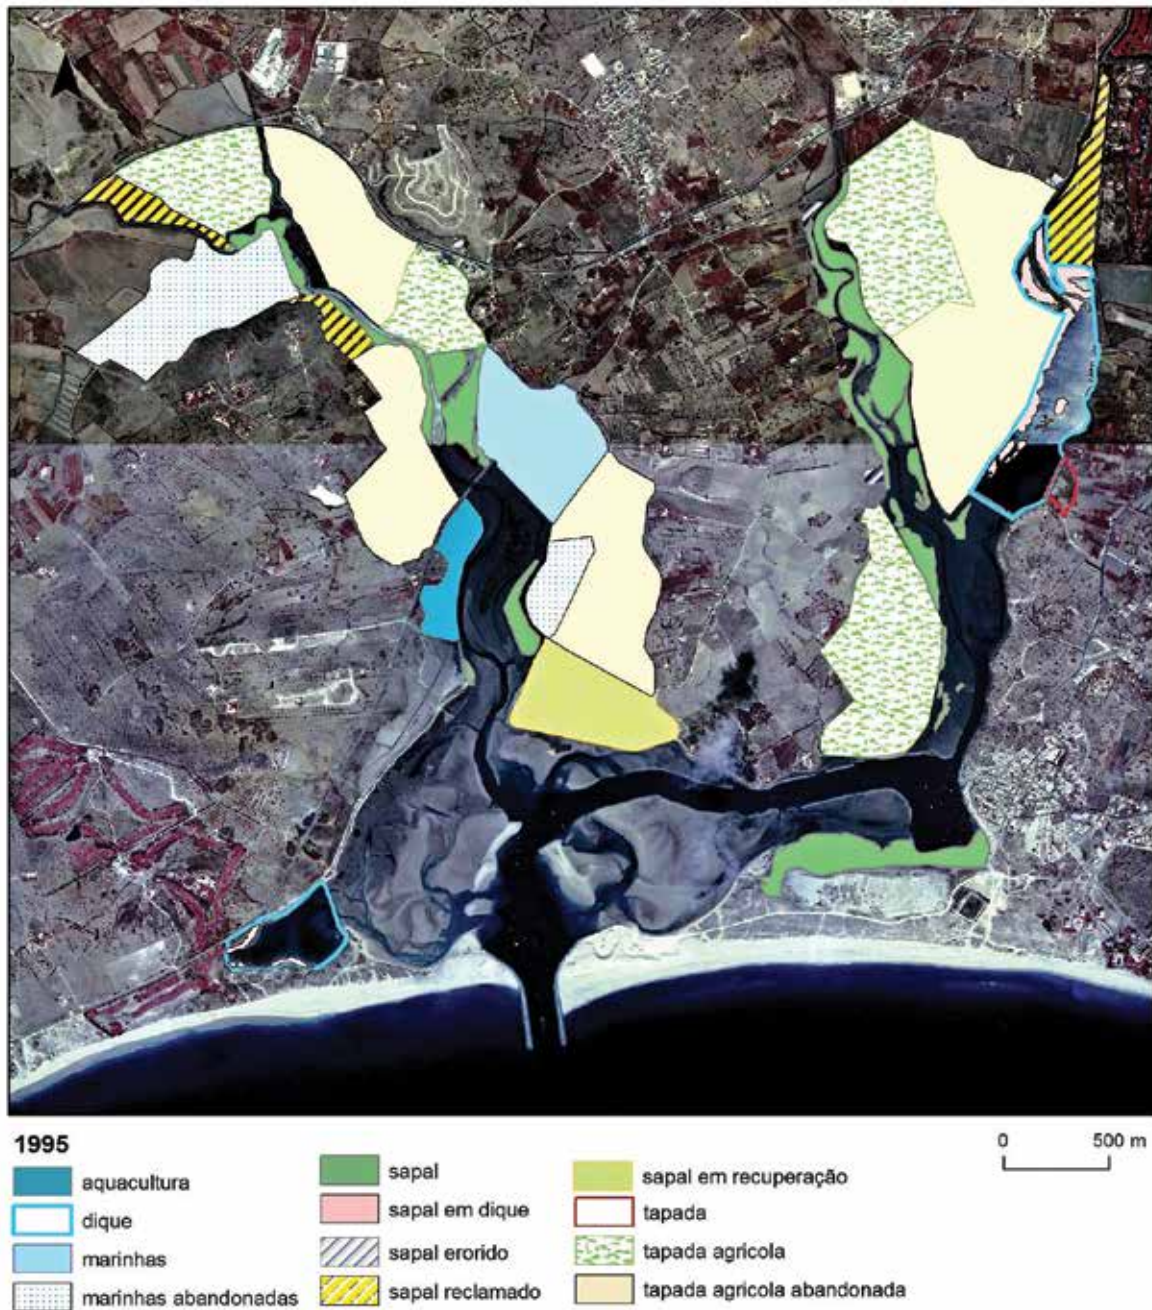 1995
aquacultura
dique
marinhas
marinhas abandonadas
sapal
sapal em dique
sapal erorido
sapal reclamado
sapal em recuperação
tapada
tapada agrícola
tapada agrícola abandonada
0 500 m